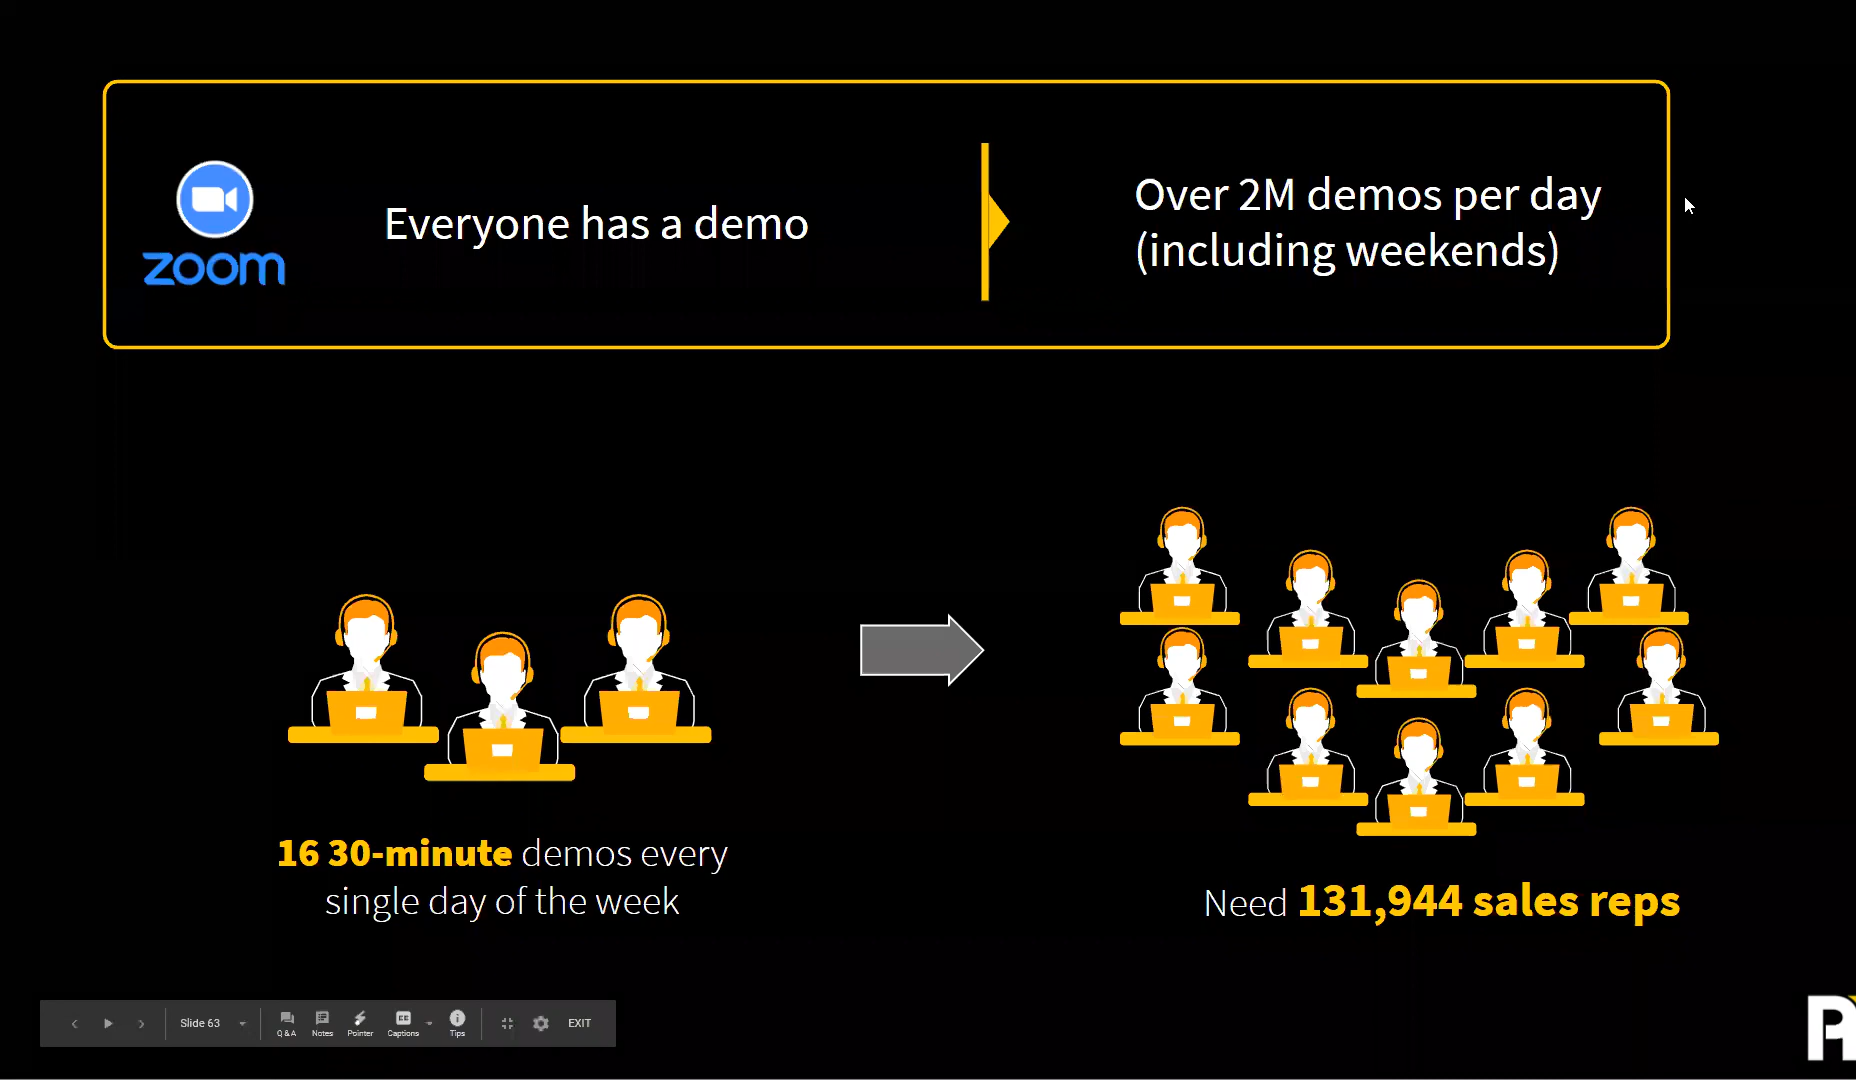 zoom
Everyone has a demo
Over 2M demos per day
(including weekends)
16 30-minute demos every
single day of the week
Need 131,944 sales reps
Slide 63
Q & A
Notes
Pointer
CC
Captions
Tips
EXIT